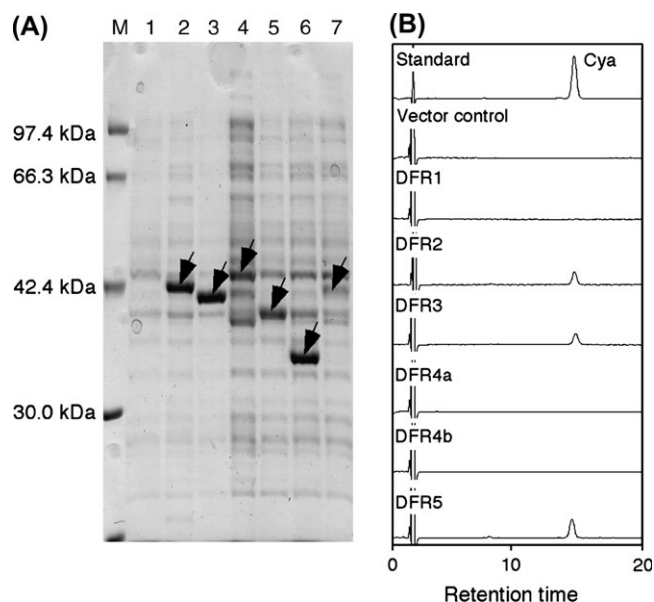 (A)
M 1 2 3 4 5 6 7
97.4 kDa
66.3 kDa
42.4 kDa
30.0 kDa
(B)
Standard Cya
Vector control
DFR1
DFR2
DFR3
DFR4a
DFR4b
DFR5
0 10 20
Retention time